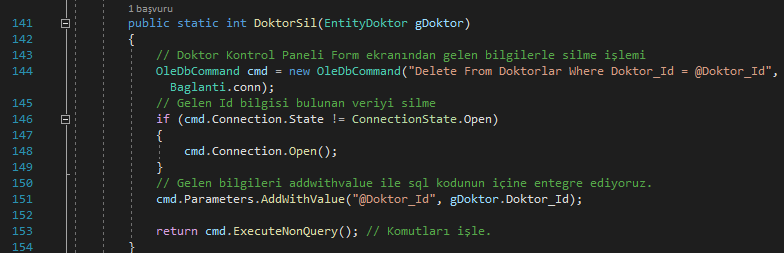 1 başvuru
141 public static int DoktorSil(EntityDoktor gDoktor)
142 {
143 // Doktor Kontrol Paneli Form ekranından gelen bilgilerle silme işlemi
144 OleDbCommand cmd = new OleDbCommand("Delete From Doktorlar Where Doktor_Id = @Doktor_Id",
Baglanti.conn);
145 // Gelen Id bilgisi bulunan veriyi silme
146 if (cmd.Connection.State != ConnectionState.Open)
147 {
148 cmd.Connection.Open();
149 }
150 // Gelen bilgileri addwithvalue ile sql kodunun içine entegre ediyoruz.
151 cmd.Parameters.AddWithValue("@Doktor_Id", gDoktor.Doktor_Id);
152
153 return cmd.ExecuteNonQuery(); // Komutları işle.
154 }